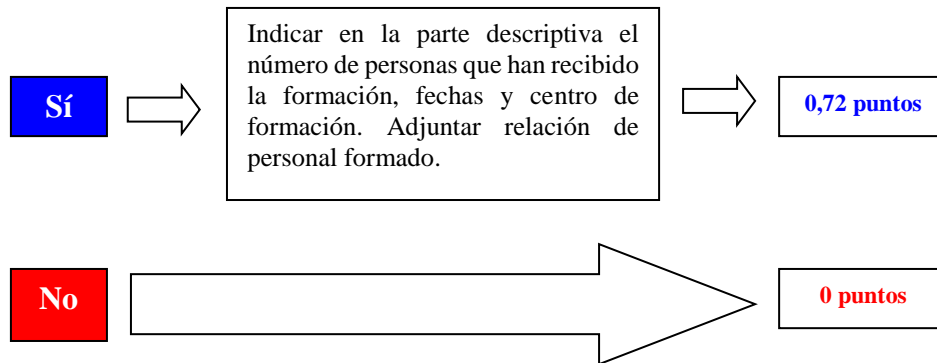 Indicar en la parte descriptiva el
número de personas que han recibido
la formación, fechas y centro de
formación. Adjuntar relación de
personal formado.
Sí
0,72 puntos
No
0 puntos